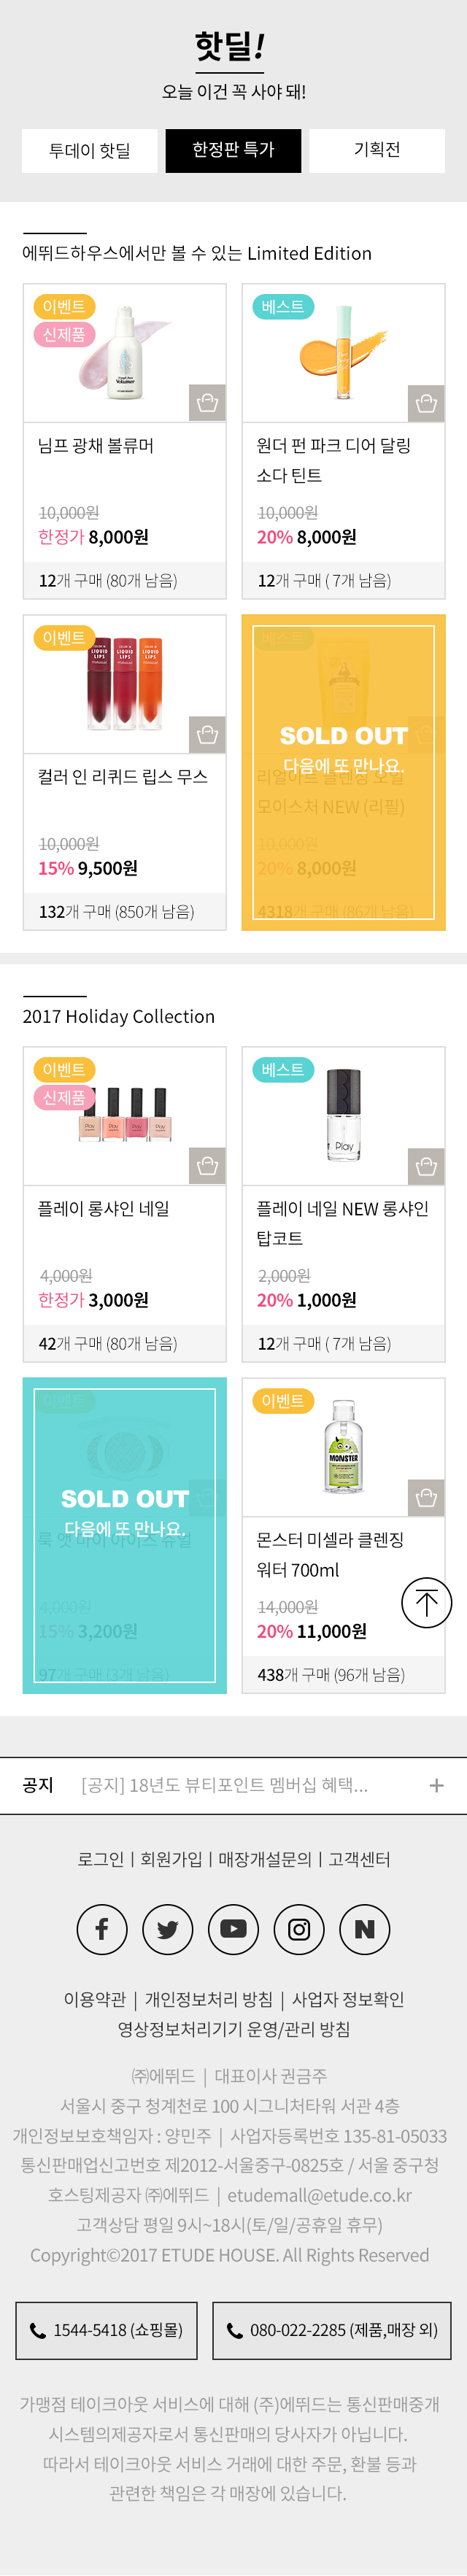 핫딜!
오늘 이건 꼭 사야 돼!
투데이 핫딜 한정판 특가 기획전
에뛰드하우스에서만 볼 수 있는 Limited Edition
이벤트
신제품
베스트
님프 광채 볼류머
10,000원
한정가 8,000원
12개 구매 (80개 남음)
원더 펀 파크 디어 달링
소다 틴트
10,000원
20% 8,000원
12개 구매 ( 7개 남음)
이벤트
COLOR IN
LIQUID
LIPS
컬러 인 리퀴드 립스 무스
10,000원
15% 9,500원
132개 구매 (850개 남음)
베스트
SOLD OUT
다음에 또 만나요.
모이스처 NEW (리필)
10,000원
20% 8,000원
4318개 구매 (86개 남음)
2017 Holiday Collection
이벤트
신제품
Play
플레이 롱샤인 네일
4,000원
한정가 3,000원
42개 구매 (80개 남음)
베스트
Play
플레이 네일 NEW 롱샤인
탑코트
2,000원
20% 1,000원
12개 구매 ( 7개 남음)
이벤트
SOLD OUT
다음에 또 만나요.
4,000원
15% 3,200원
97개 구매 (3개 남음)
이벤트
MONSTER
몬스터 미셀라 클렌징
워터 700ml
14,000원
20% 11,000원
438개 구매 (96개 남음)
공지 [공지] 18년도 뷰티포인트 멤버십 혜택...
로그인 | 회원가입 | 매장개설문의 | 고객센터
이용약관 | 개인정보처리 방침 | 사업자 정보확인
영상정보처리기기 운영/관리 방침
㈜에뛰드 | 대표이사 권금주
서울시 중구 청계천로 100 시그니처타워 서관 4층
개인정보보호책임자 : 양민주 | 사업자등록번호 135-81-05033
통신판매업신고번호 제2012-서울중구-0825호 / 서울 중구청
호스팅제공자 ㈜에뛰드 | etudemall@etude.co.kr
고객상담 평일 9시~18시(토/일/공휴일 휴무)
Copyright©2017 ETUDE HOUSE. All Rights Reserved
1544-5418 (쇼핑몰) 080-022-2285 (제품,매장 외)
가맹점 테이크아웃 서비스에 대해 (주)에뛰드는 통신판매중개
시스템의제공자로서 통신판매의 당사자가 아닙니다.
따라서 테이크아웃 서비스 거래에 대한 주문, 환불 등과
관련한 책임은 각 매장에 있습니다.